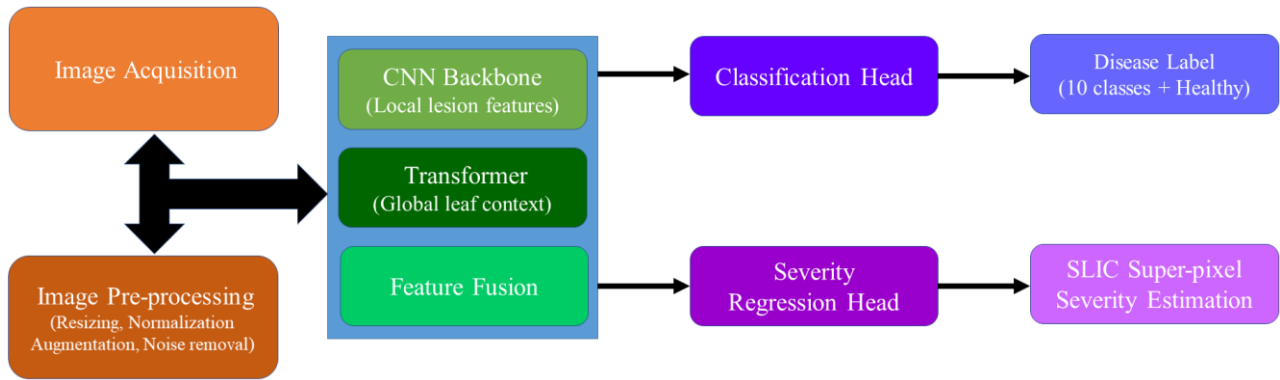 Image Acquisition
Image Pre-processing
(Resizing, Normalization
Augmentation, Noise removal)
CNN Backbone
(Local lesion features)
Transformer
(Global leaf context)
Feature Fusion
Classification Head
Disease Label
(10 classes + Healthy)
Severity
Regression Head
SLIC Super-pixel
Severity Estimation